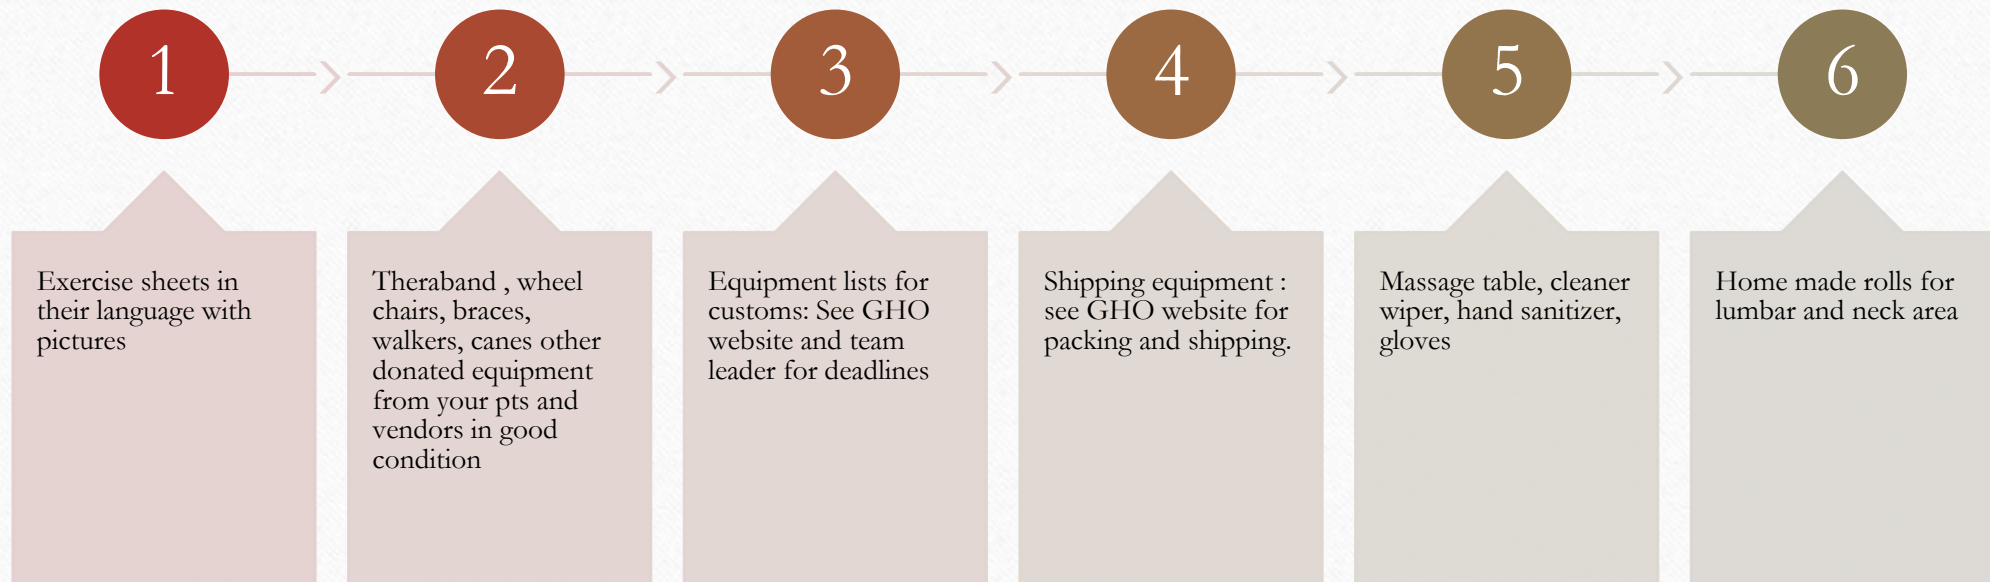 1
2
3
4
5
6
Exercise sheets in
their language with
pictures
Theraband , wheel
chairs, braces,
walkers, canes other
donated equipment
from your pts and
vendors in good
condition
Equipment lists for
customs: See GHO
website and team
leader for deadlines
Shipping equipment :
see GHO website for
packing and shipping.
Massage table, cleaner
wiper, hand sanitizer,
gloves
Home made rolls for
lumbar and neck area